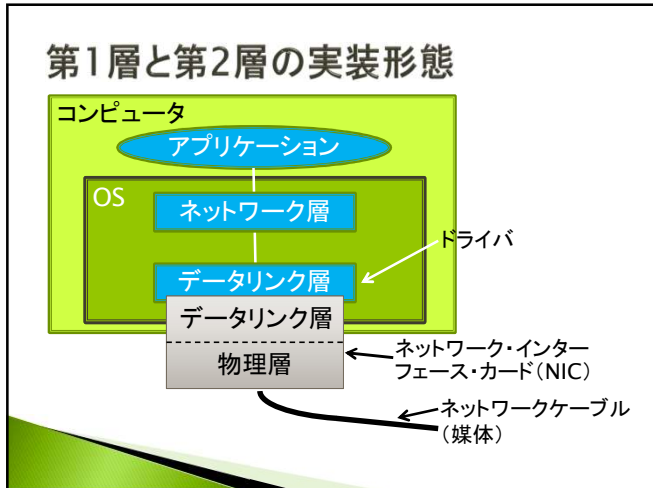 第1層と第2層の実装形態
コンピュータ
アプリケーション
OS
ネットワーク層
ドライバ
データリンク層
データリンク層
物理層
ネットワーク・インター
フェース・カード(NIC)
ネットワークケーブル
(媒体)